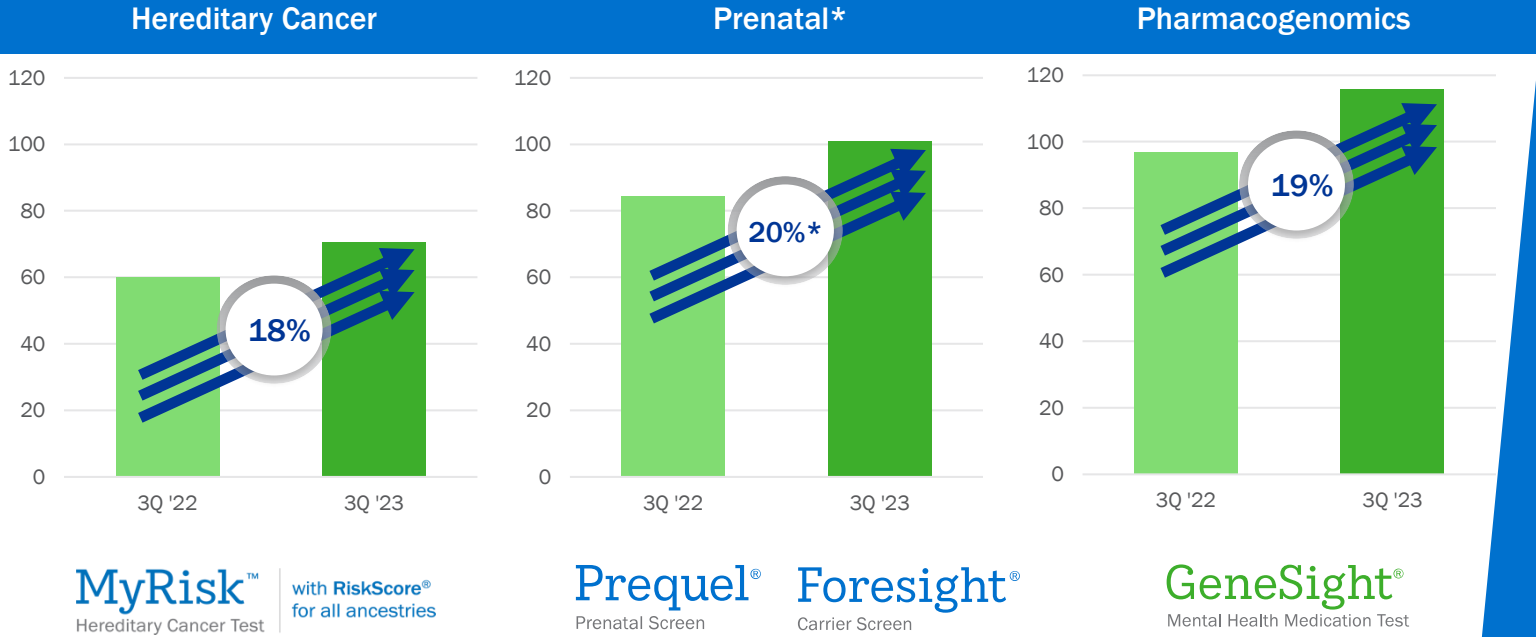 Hereditary Cancer
120
100
80
60
40
20
0
18%
3Q '22
3Q '23
MyRisk™
Hereditary Cancer Test
with RiskScore®
for all ancestries
Prenatal*
120
100
80
60
40
20
0
20%*
3Q '22
3Q '23
Prequel®
Prenatal Screen
Foresight®
Carrier Screen
Pharmacogenomics
120
100
80
60
40
20
0
19%
3Q '22
3Q '23
GeneSight®
Mental Health Medication Test